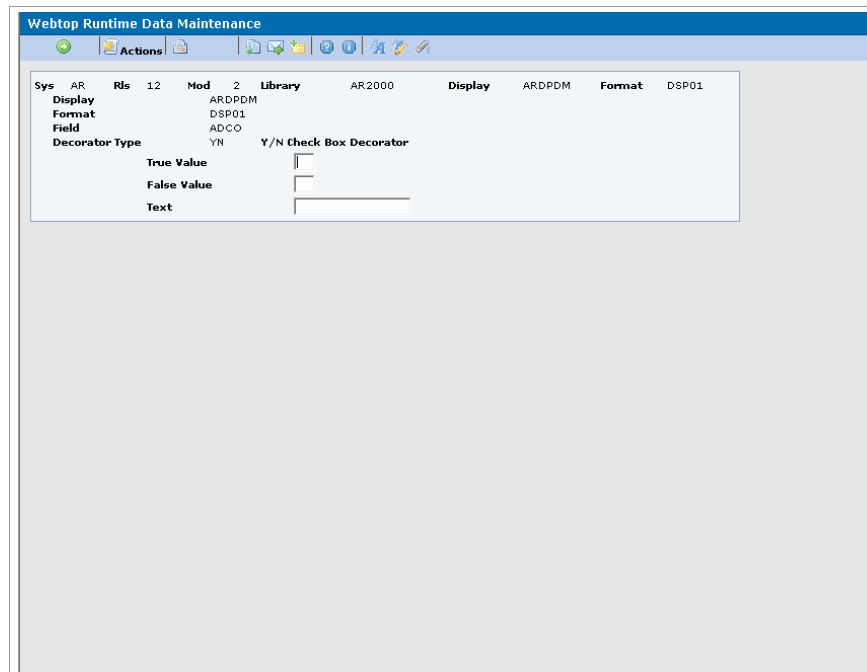 Webtop Runtime Data Maintenance
Actions
Sys AR Rls 12 Mod 2 Library AR2000 Display ARDPDM Format DSP01
Display ARDPDM
Format DSP01
Field ADCO
Decorator Type YN Y/N Check Box Decorator
True Value
False Value
Text